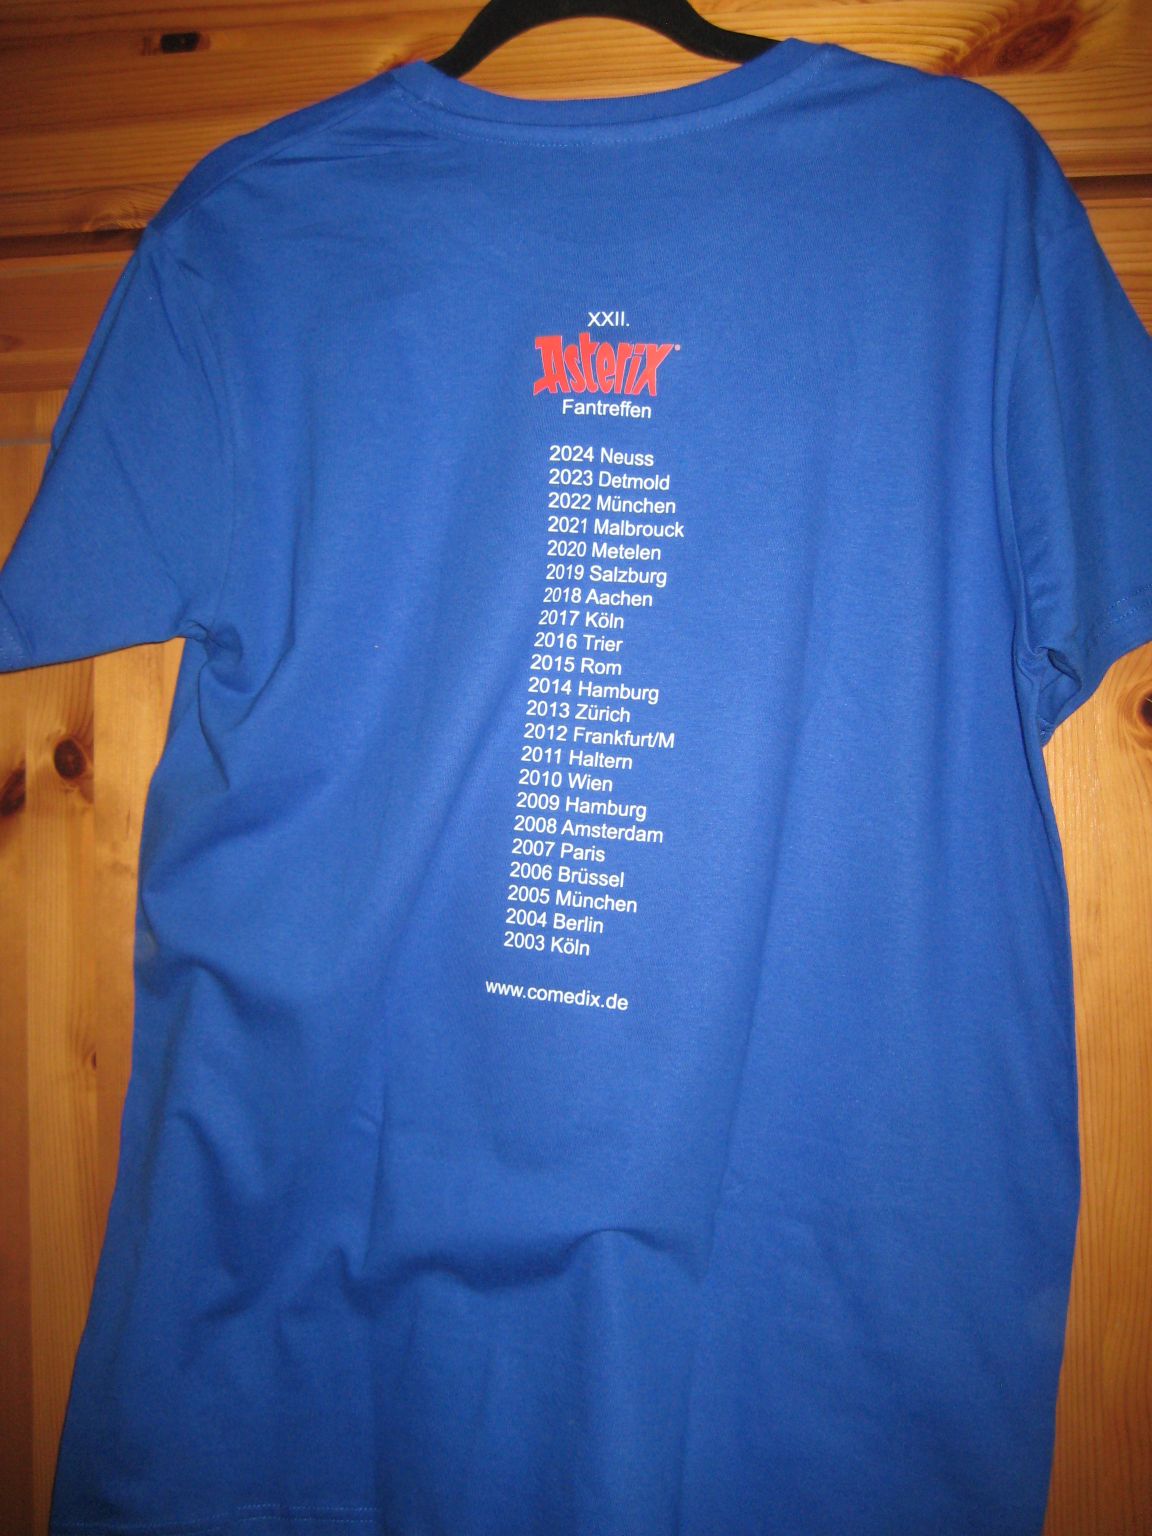 XXII.
Asterix®
Fantreffen
2024 Neuss
2023 Detmold
2022 München
2021 Malbrouck
2020 Metelen
2019 Salzburg
2018 Aachen
2017 Köln
2016 Trier
2015 Rom
2014 Hamburg
2013 Zürich
2012 Frankfurt/M
2011 Haltern
2010 Wien
2009 Hamburg
2008 Amsterdam
2007 Paris
2006 Brüssel
2005 München
2004 Berlin
2003 Köln
www.comedix.de